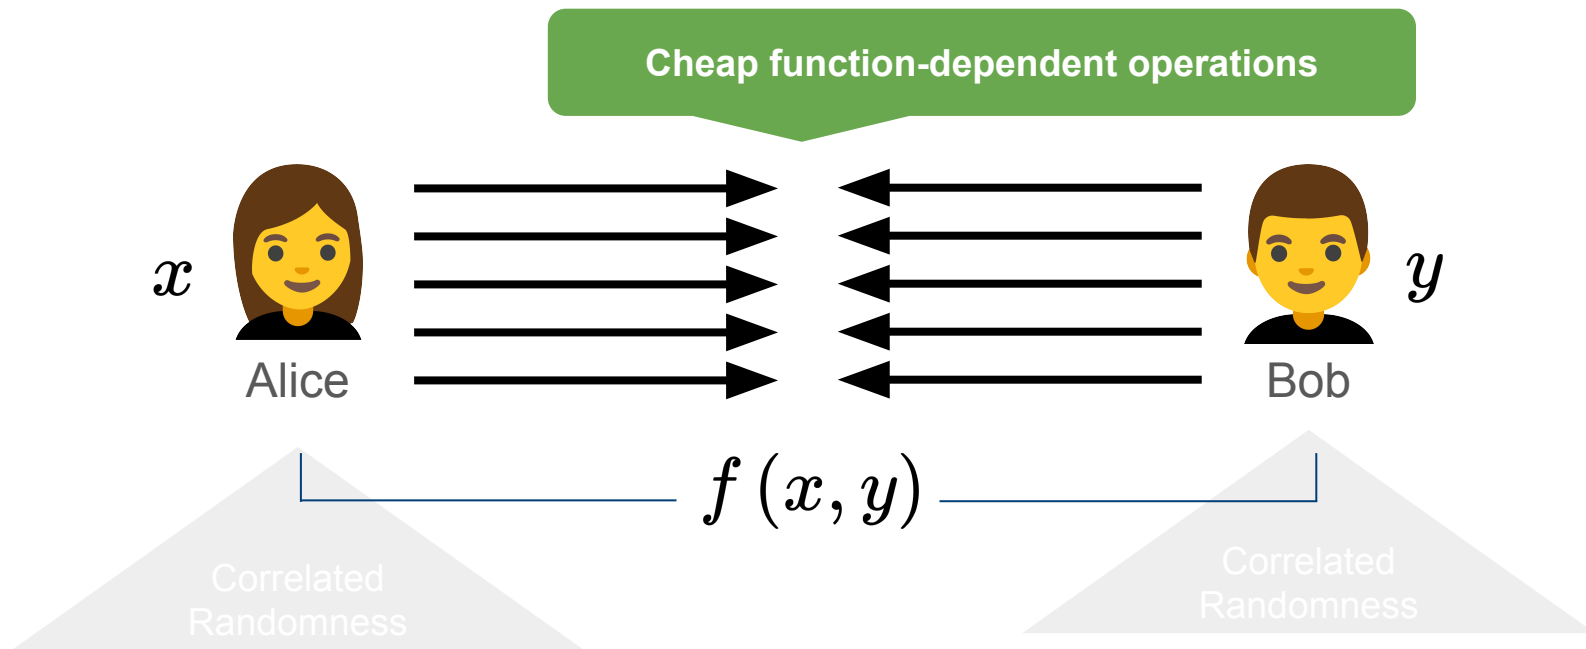 Cheap function-dependent operations
x
y
Alice
Bob
f (x, y)
Correlated
Randomness
Correlated
Randomness